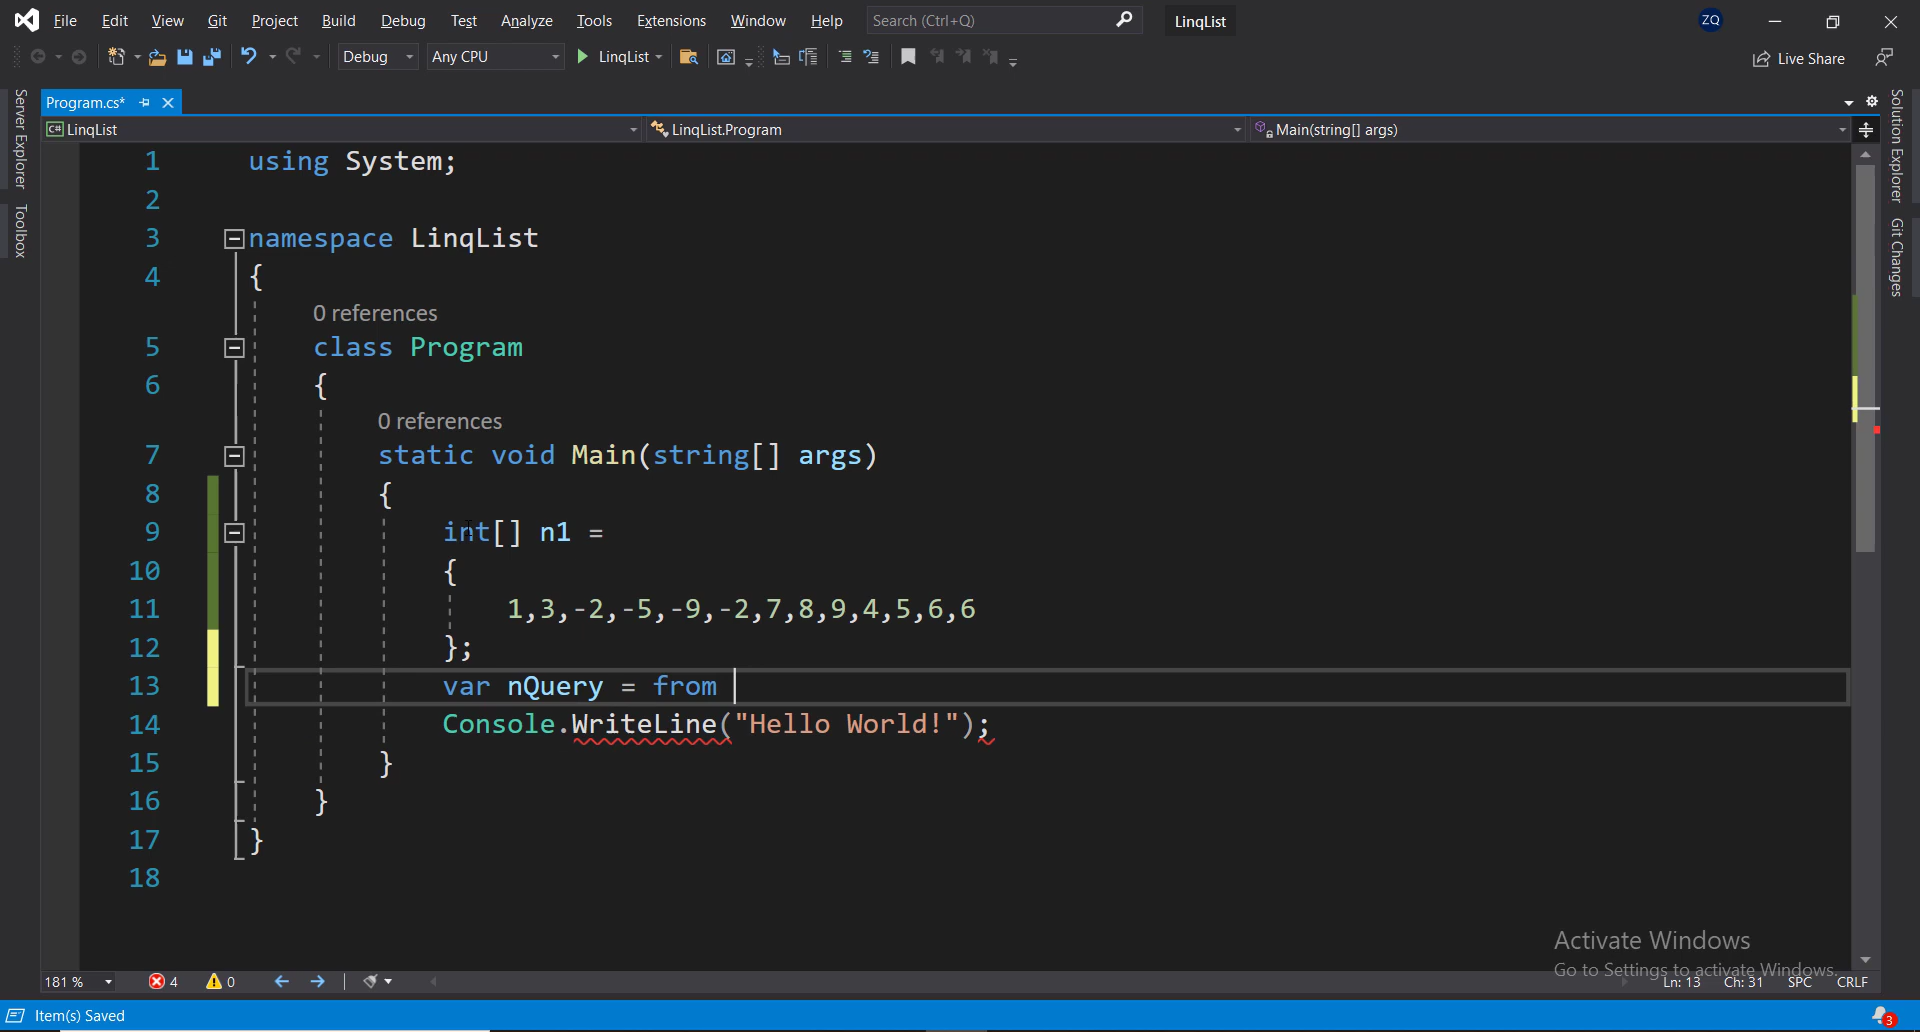 File Edit View Git Project Build Debug Test Analyze Tools Extensions Window Help Search (Ctrl+Q) LinqList ZQ
Debug Any CPU LinqList Live Share
Server Explorer
Toolbox
Program.cs*
C# LinqList LinqList.Program Main(string[] args)
1 using System;
2
3 namespace LinqList
4 {
0 references
5 class Program
6 {
0 references
7 static void Main(string[] args)
8 {
9 int[] n1 =
10 {
11 1,3,-2,-5,-9,-2,7,8,9,4,5,6,6
12 };
13 var nQuery = from
14 Console.WriteLine("Hello World!");
15 }
16 }
17 }
18
Solution Explorer
Git Changes
Activate Windows
Go to Settings to activate Windows.
181 % 4 0 Ln: 13 Ch: 31 SPC CRLF
Item(s) Saved 3